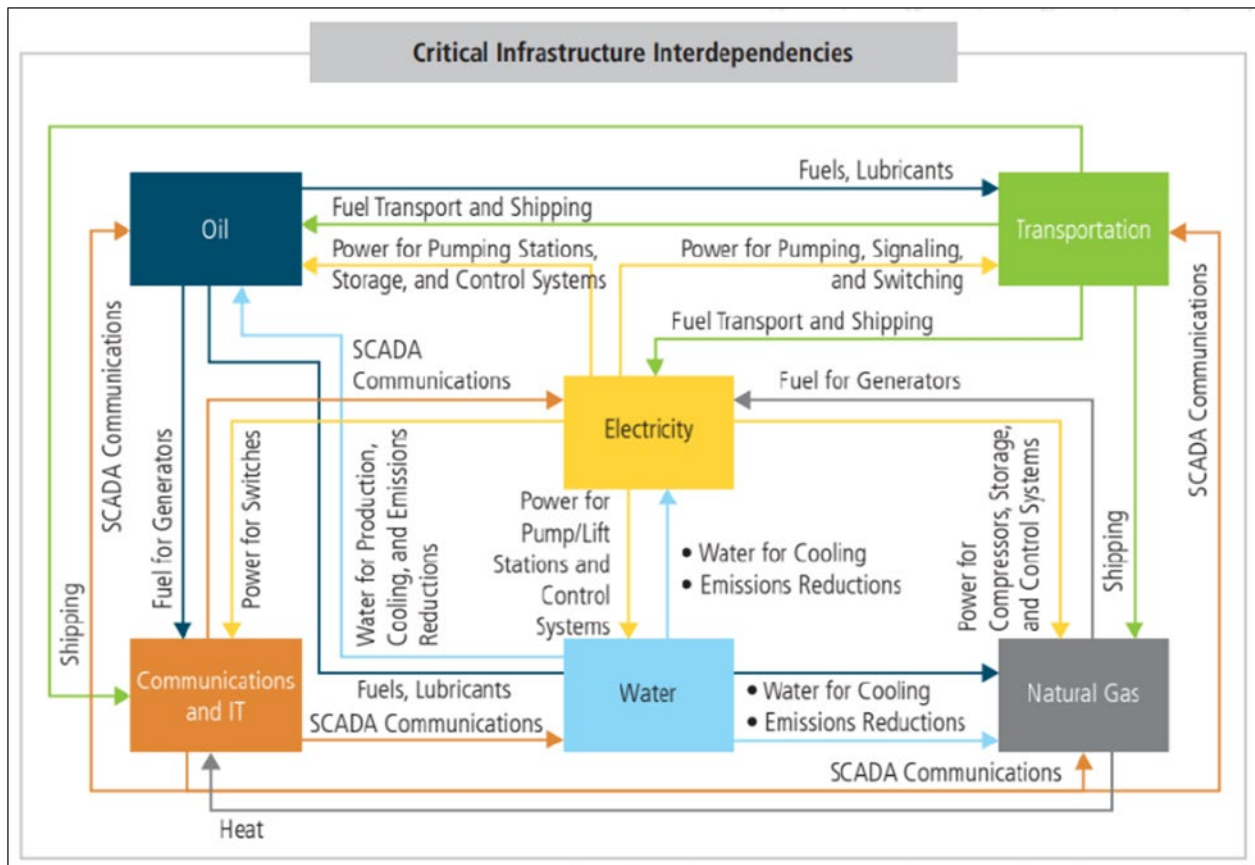 Critical Infrastructure Interdependencies
Fuels, Lubricants
Oil
Fuel Transport and Shipping
Transportation
Power for Pumping Stations,
Storage, and Control Systems
Power for Pumping, Signaling,
and Switching
Fuel Transport and Shipping
SCADA
Communications
Fuel for Generators
Electricity
SCADA Communications
Fuel for Generators
Power for Switches
Water for Production,
Cooling, and Emissions
Reductions
Power for
Pump/Lift
Stations and
Control
Systems
• Water for Cooling
• Emissions Reductions
Power for
Compressors, Storage,
and Control Systems
Shipping
SCADA Communications
Shipping
Communications
and IT
Fuels, Lubricants
SCADA Communications
Water
• Water for Cooling
• Emissions Reductions
Natural Gas
SCADA Communications
Heat